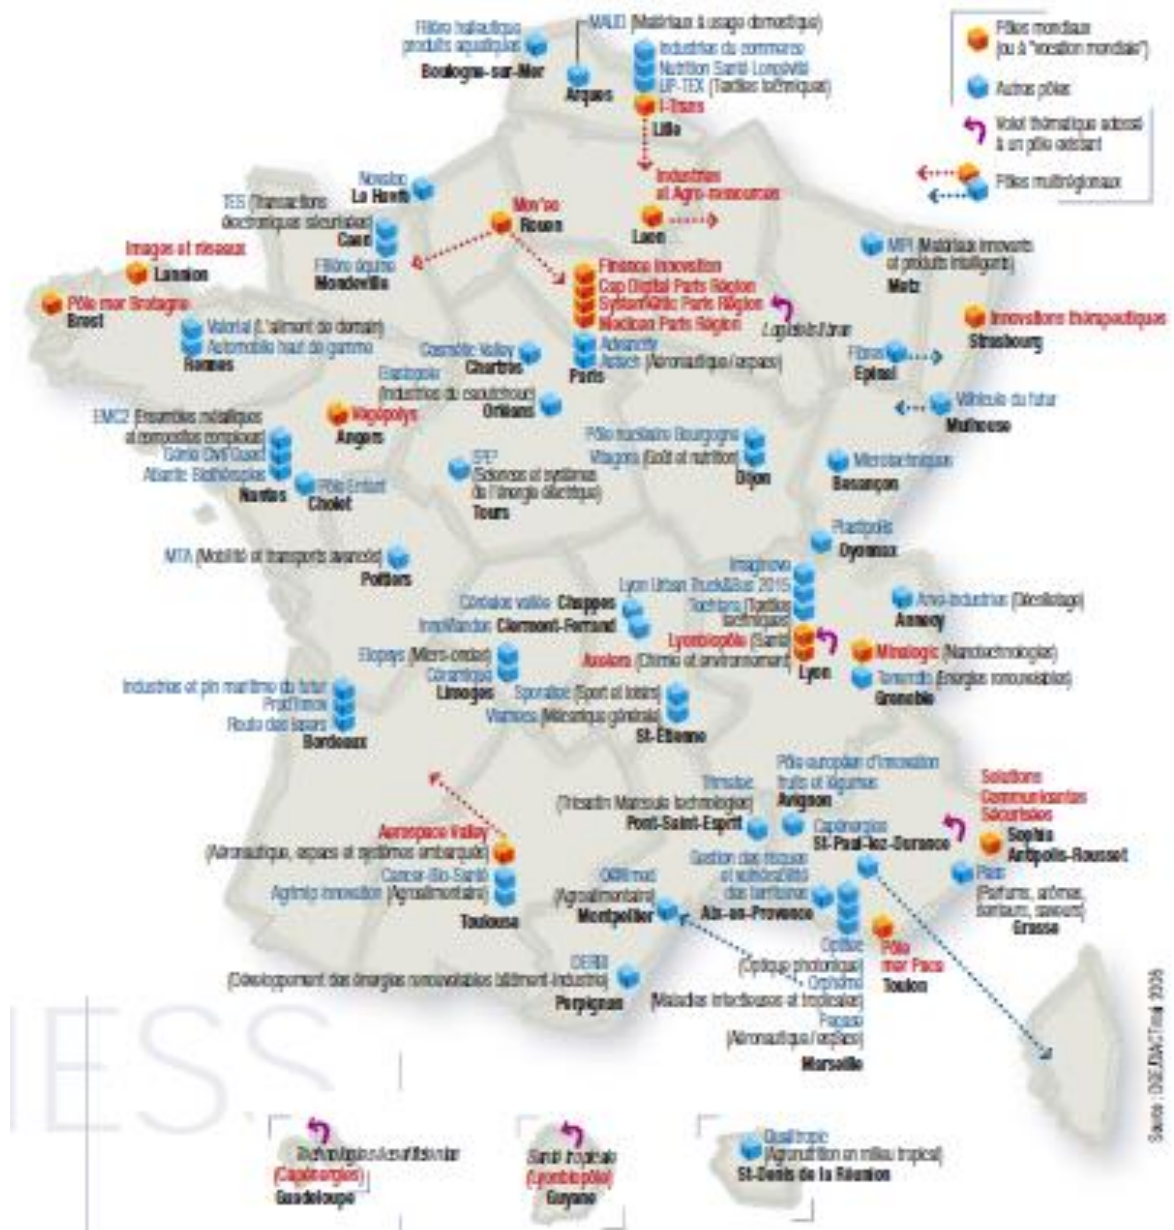 Pôles mondiaux
(ou à "vocation mondiale")
Autres pôles
Volet thématique adossé
à un pôle existant
Pôles multirégionaux
Filière halieutique
produits aquatiques
Boulogne-sur-Mer
MAUD (Matériaux à usage domestique)
Arques
Industries du commerce
Nutrition Santé Longévité
UP-TEX (Textiles techniques)
I-Trans
Lille
Industries
et Agro-ressources
Laon
Novalog
Le Havre
Mov'eo
Rouen
TES (Transactions
électroniques sécurisées)
Caen
Filière équine
Mondeville
Images et réseaux
Lannion
Pôle mer Bretagne
Brest
Valorial (L'aliment de demain)
Automobile haut de gamme
Rennes
Finance Innovation
Cap Digital Paris Région
System@tic Paris Région
Medicen Paris Région
Advancity
Astech (Aéronautique/espace)
Paris
MIPI (Matériaux innovants
et produits intelligents)
Metz
Innovations thérapeutiques
Strasbourg
Fibres
Epinal
Véhicule du futur
Mulhouse
Cosmetic Valley
Chartres
Elastopole
(Industries du caoutchouc)
Orléans
EMC2 (Ensembles métalliques
et composites complexes)
Génie Civil Ouest
Atlantic Biothérapies
Nantes
Végépolys
Angers
Pôle Enfant
Cholet
(Sciences et systèmes
de l'énergie électrique)
Tours
Pôle nucléaire Bourgogne
Vitagora (Goût et nutrition)
Dijon
Microtechniques
Besançon
Plastipolis
Oyonnax
MTA (Mobilité et transports avancés)
Poitiers
Imaginove
Lyon Urban Truck&Bus 2015
Techtera (Textiles
techniques)
Lyonbiopôle (Santé)
Axelera (Chimie et environnement)
Lyon
Arve-Industries (Décolletage)
Annecy
Céréales vallée Chappes
InnoViandes Clermont-Ferrand
Minalogic (Nanotechnologies)
Tenerrdis (Energies renouvelables)
Grenoble
Elopsys (Micro-ondes)
Céramique
Limoges
Sporaltec (Sport et loisirs)
Viameca (Mécanique générale)
St-Etienne
Industries et pin maritime du futur
Prod'Innov
Route des lasers
Bordeaux
Pôle européen d'innovation
fruits et légumes
Avignon
Trimatec
(Tricastin Marcoule technologies)
Pont-Saint-Esprit
Capénergies
St-Paul-lez-Durance
Solutions
Communicantes
Sécurisées
Sophia
Antipolis-Rousset
Aerospace Valley
(Aéronautique, espace et systèmes embarqués)
Cancer-Bio-Santé
Agrimip innovation (Agroalimentaire)
Toulouse
(Agroalimentaire)
Montpellier
Gestion des risques
et vulnérabilité
des territoires
Aix-en-Provence
Pass
(Parfums, arômes,
senteurs, saveurs)
Grasse
DERBI
(Développement des énergies renouvelables bâtiment-industrie)
Perpignan
Optitec
(Optique photonique)
Orphème
(Maladies infectieuses et tropicales)
Pegase
(Aéronautique/espace)
Marseille
Pôle
mer Paca
Toulon
(Capénergies)
Guadeloupe
Santé tropicale
(Lyonbiopôle)
Guyane
Qualitropic
(Agronutrition en milieu tropical)
St-Denis de la Réunion
IESS